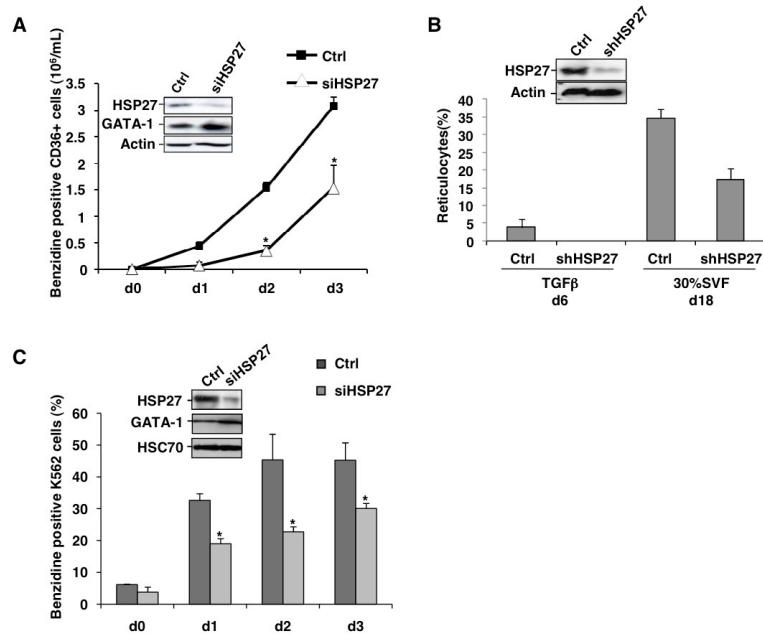 A
Ctrl
siHSP27
Ctrl
siHSP27
HSP27
GATA-1
Actin
Benzidine positive CD36+ cells (10⁶/mL)
3.5
3
2.5
2
1.5
1
0.5
0
*
*
d0 d1 d2 d3
B
Ctrl
shHSP27
HSP27
Actin
Reticulocytes(%)
40
35
30
25
20
15
10
5
0
Ctrl shHSP27 Ctrl shHSP27
TGFβ 30%SVF
d6 d18
C
Ctrl
siHSP27
Ctrl
siHSP27
HSP27
GATA-1
HSC70
Benzidine positive K562 cells (%)
60
50
40
30
20
10
0
* * *
d0 d1 d2 d3